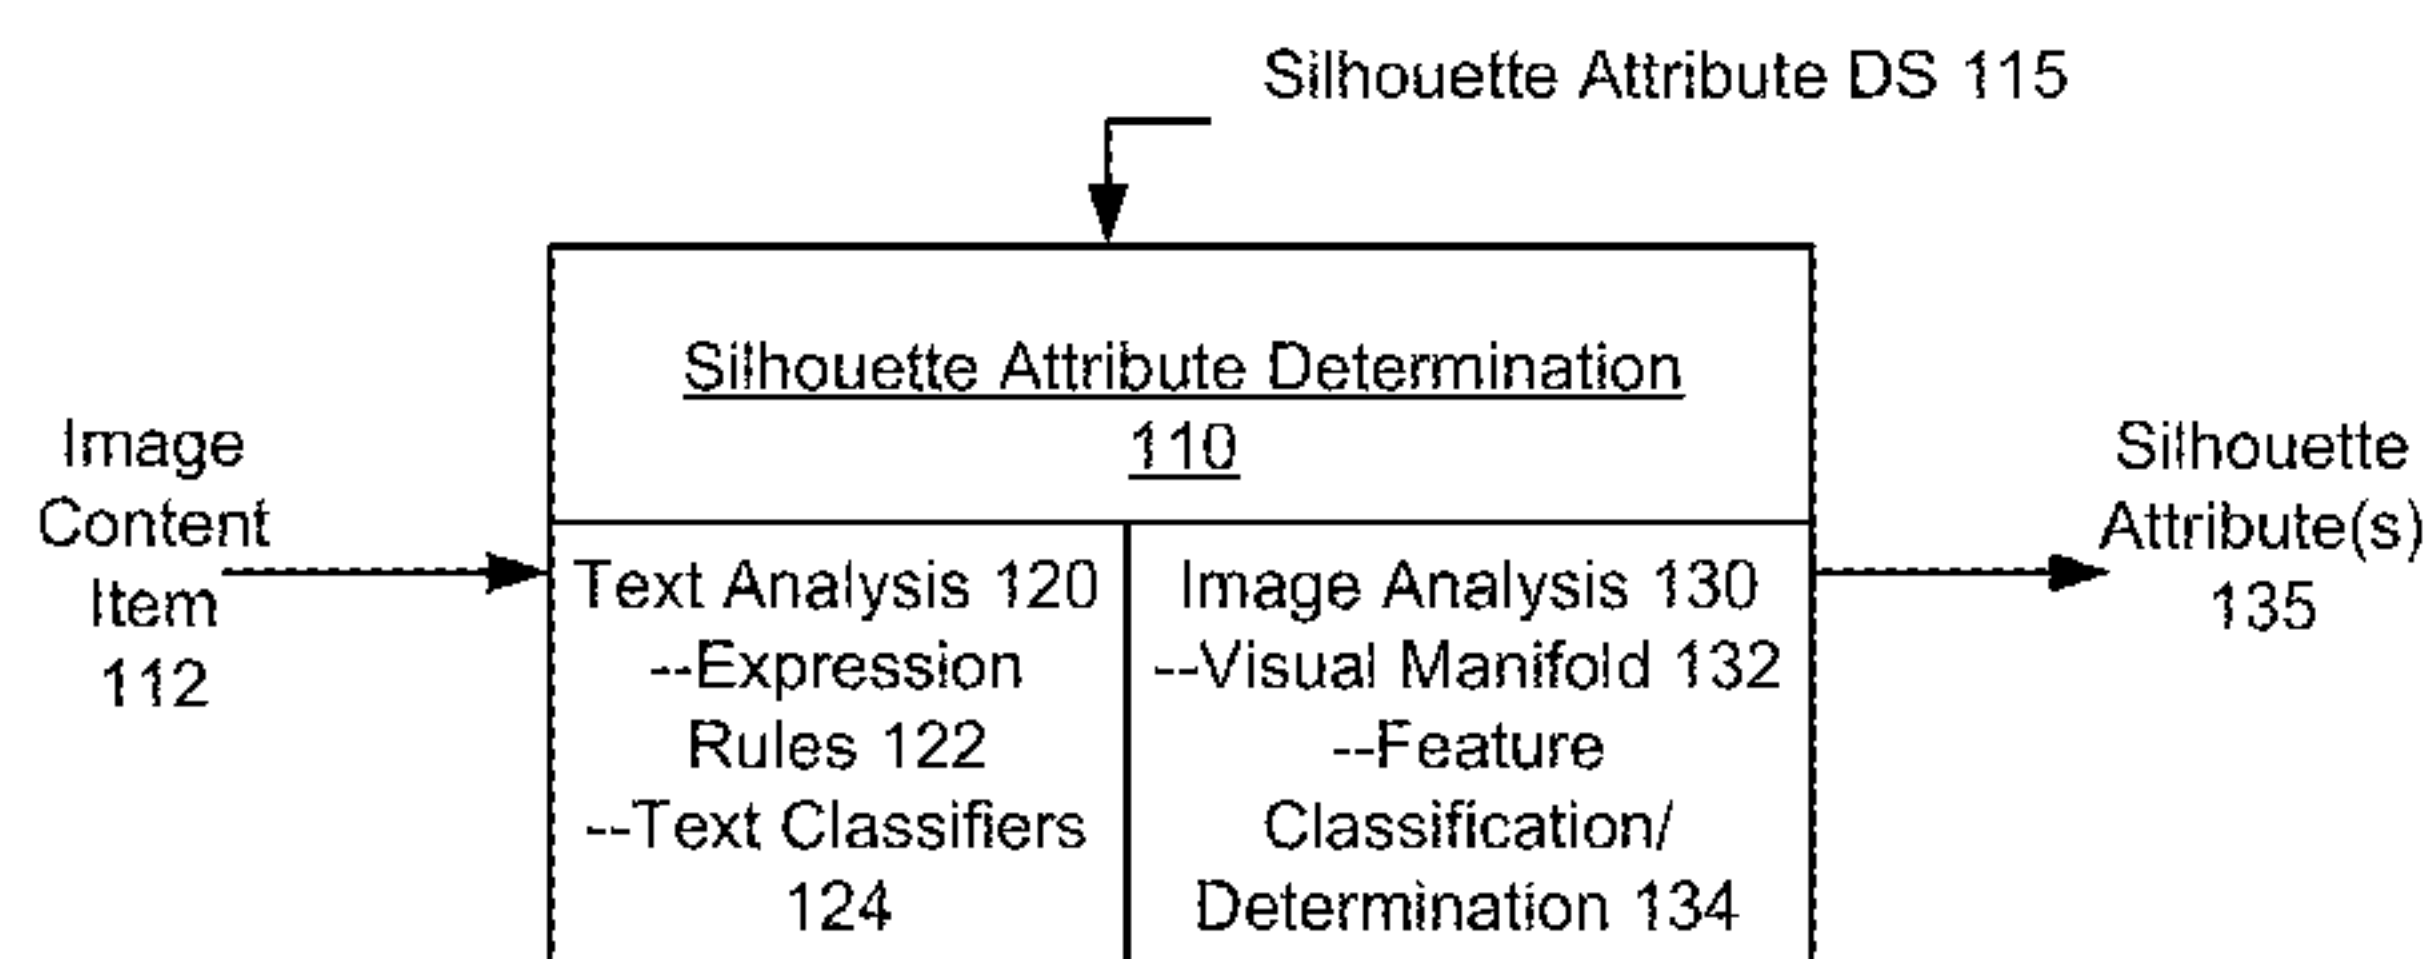 Silhouette Attribute DS 115
Silhouette Attribute Determination
110
Image
Content
Item
112
Text Analysis 120
--Expression
Rules 122
--Text Classifiers
124
Image Analysis 130
--Visual Manifold 132
--Feature
Classification/
Determination 134
Silhouette
Attribute(s)
135